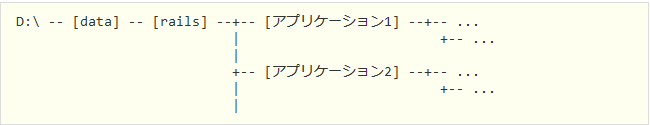 D:\ -- [data] -- [rails] --+-- [アプリケーション1] --+-- ...
                           |                         +-- ...
                           |
                           +-- [アプリケーション2] --+-- ...
                           |                         +-- ...
                           |